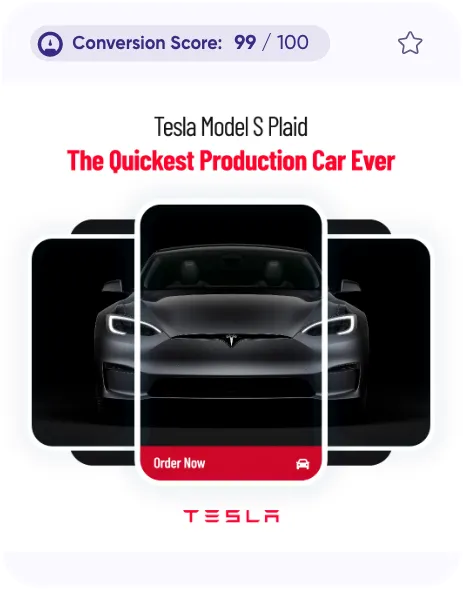 Conversion Score: 99 / 100
Tesla Model S Plaid
The Quickest Production Car Ever
Order Now
TESLA